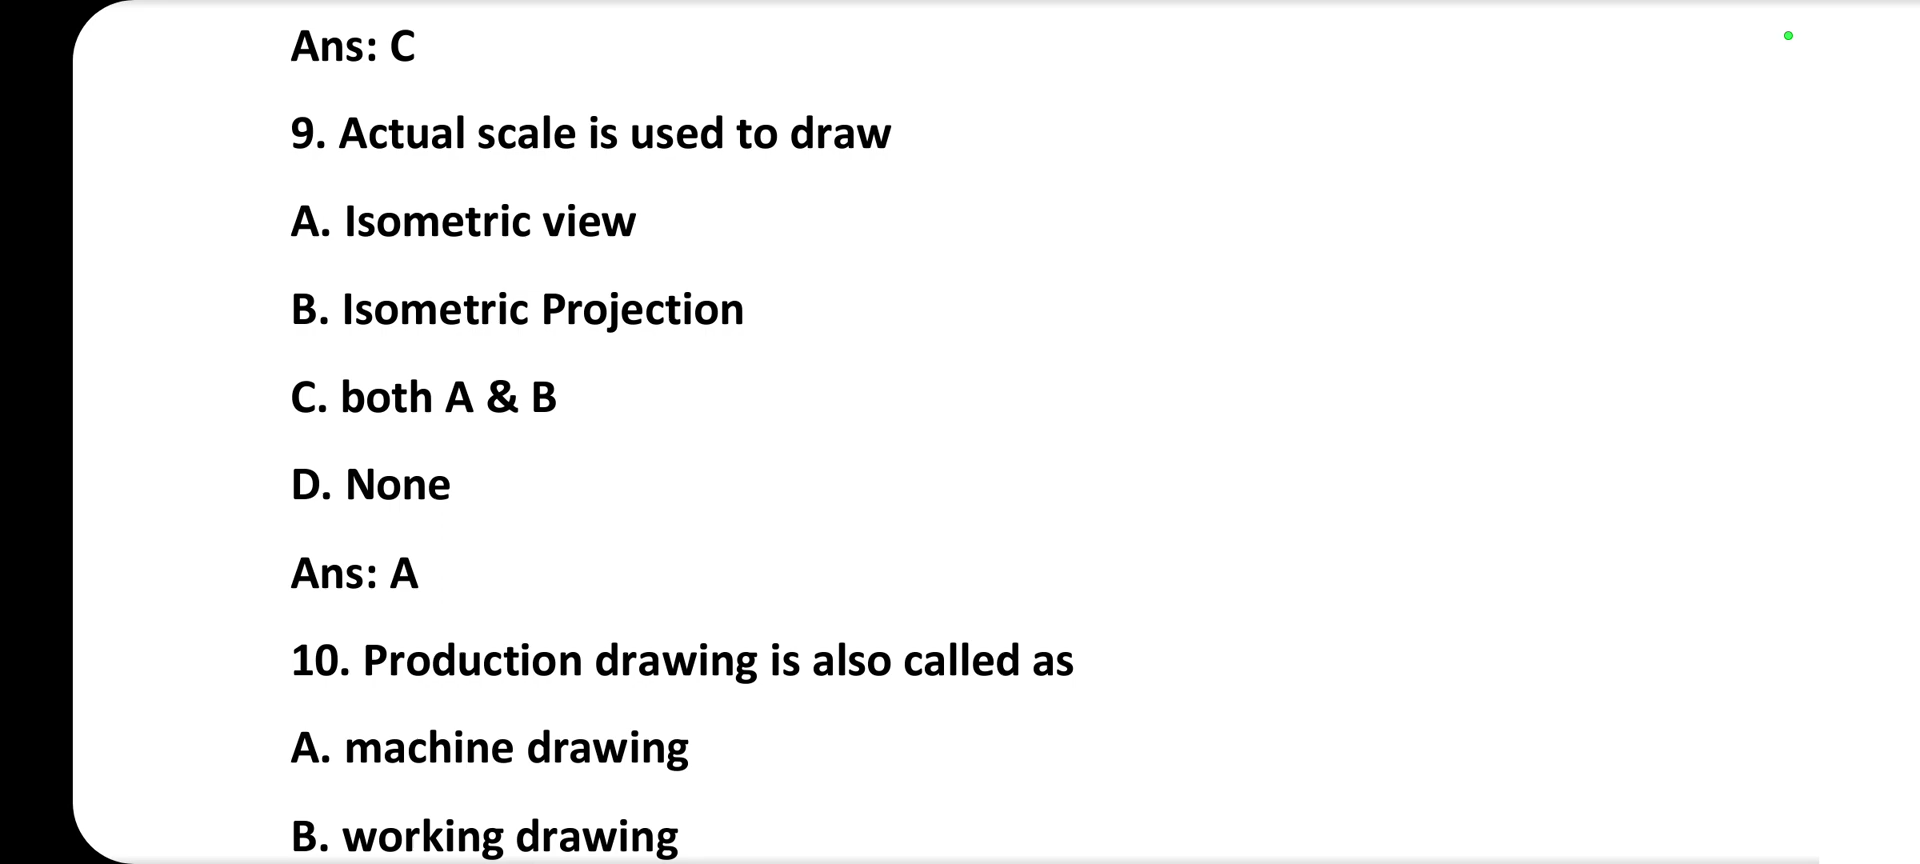 Ans: C
9. Actual scale is used to draw
A. Isometric view
B. Isometric Projection
C. both A & B
D. None
Ans: A
10. Production drawing is also called as
A. machine drawing
B. working drawing